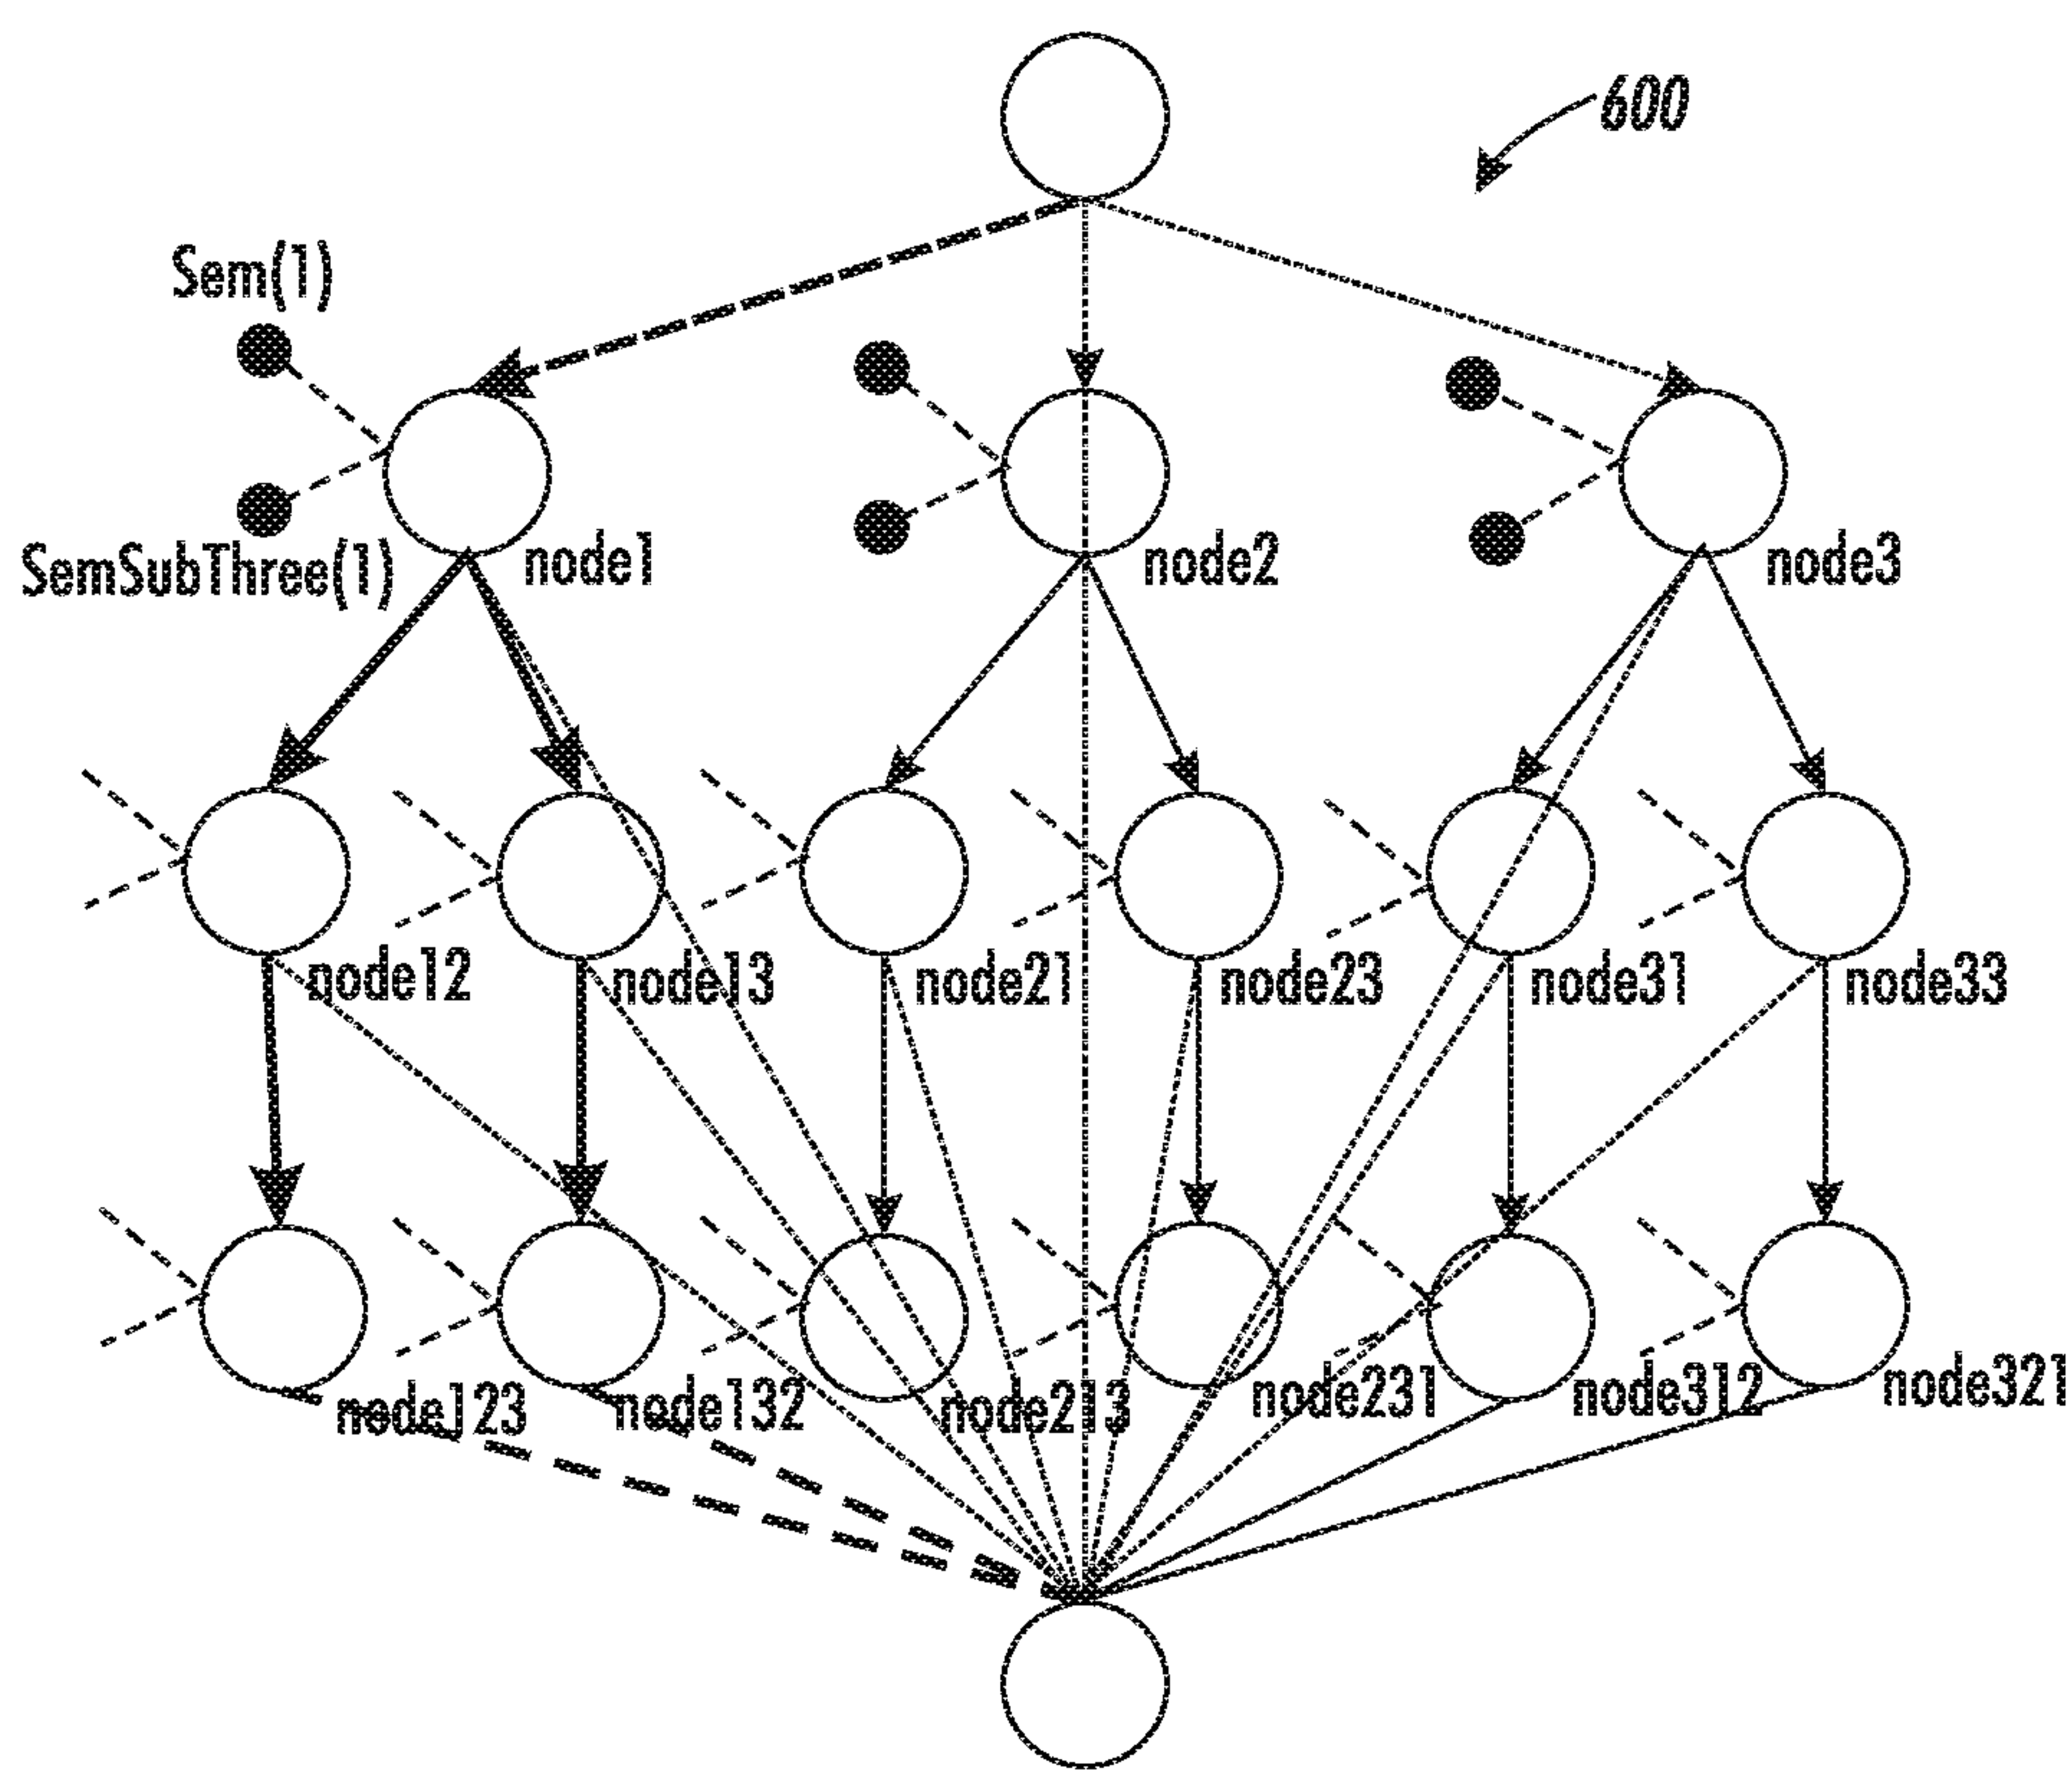 600
Sem(1)
SemSubThree(1)
node1
node2
node3
node12
node13
node21
node23
node31
node33
node123
node132
node213
node231
node312
node321